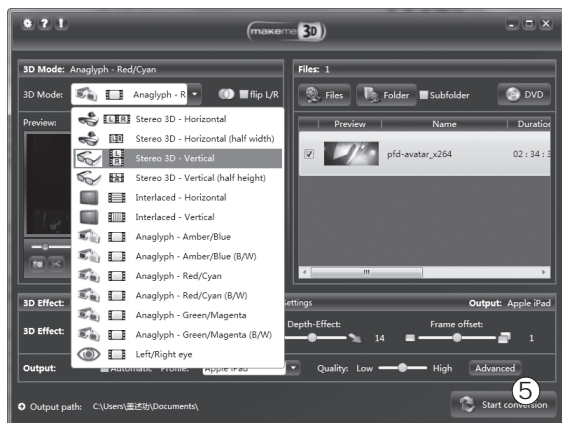 makeme 3D
3D Mode: Anaglyph - Red/Cyan
3D Mode: Anaglyph - R flip L/R
Preview:
Stereo 3D - Horizontal
Stereo 3D - Horizontal (half width)
Stereo 3D - Vertical
Stereo 3D - Vertical (half height)
Interlaced - Horizontal
Interlaced - Vertical
Anaglyph - Amber/Blue
Anaglyph - Amber/Blue (B/W)
Anaglyph - Red/Cyan
Anaglyph - Red/Cyan (B/W)
Anaglyph - Green/Magenta
Anaglyph - Green/Magenta (B/W)
Left/Right eye
Files: 1
Files Folder Subfolder DVD
Preview Name Duration
pfd-avatar_x264 02 : 34 : 3
3D Effect: Settings Output: Apple iPad
3D Effect: Depth-Effect: 14 Frame offset: 1
Output: Automatic Profile: Apple iPad Quality: Low High Advanced
Output path: C:\Users\盖述功\Documents\
Start conversion
⑤